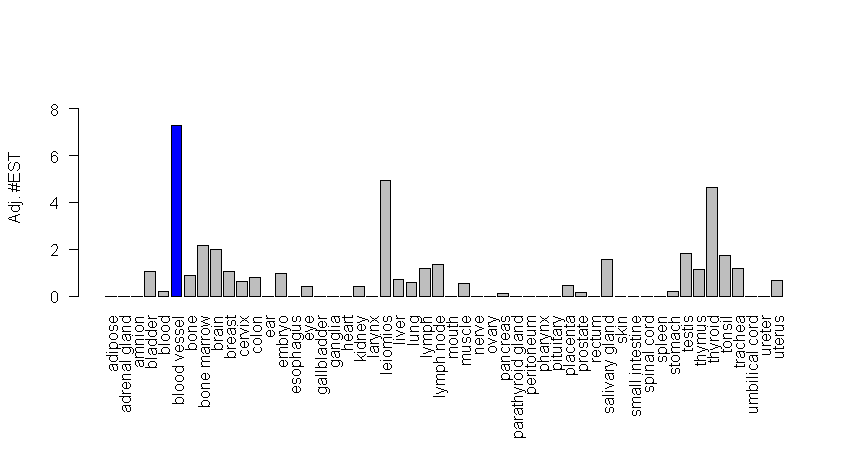 Adj. #EST
8
6
4
2
0
adipose
adrenal gland
amnion
bladder
blood
blood vessel
bone
bone marrow
brain
breast
cervix
colon
ear
embryo
esophagus
eye
gallbladder
ganglia
heart
kidney
larynx
leiomios
liver
lung
lymph
lymph node
mouth
muscle
nerve
ovary
pancreas
parathyroid gland
peritoneum
pharynx
pituitary
placenta
prostate
rectum
salivary gland
skin
small intestine
spinal cord
spleen
stomach
testis
thymus
thyroid
tonsil
trachea
umbilical cord
ureter
uterus